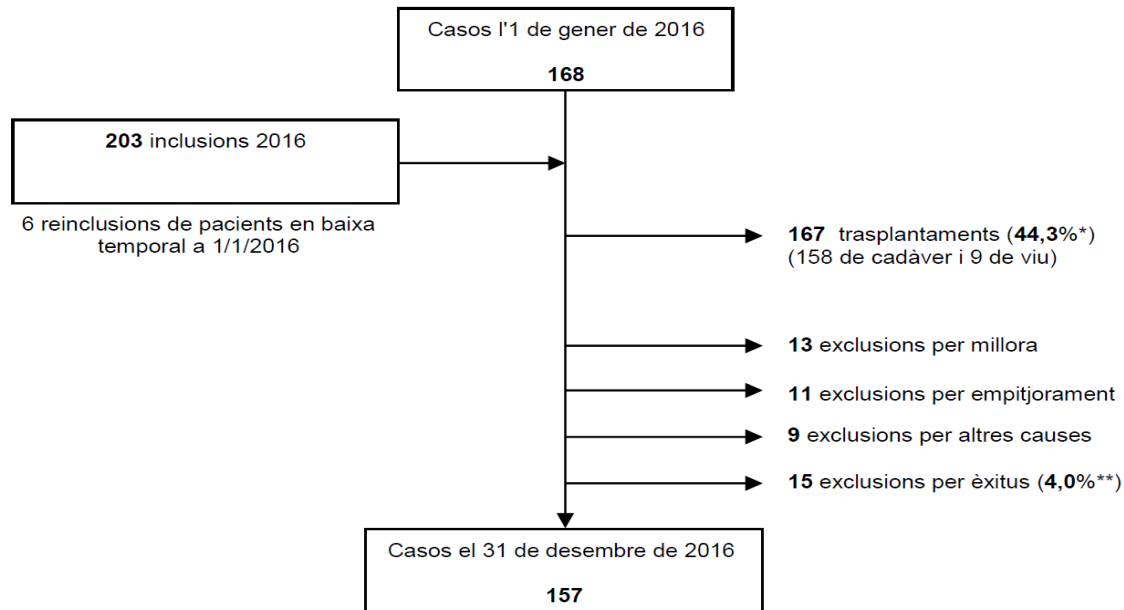 Casos l'1 de gener de 2016
168
203 inclusions 2016
6 reinclusions de pacients en baixa
temporal a 1/1/2016
167 trasplantaments (44,3%*)
(158 de cadàver i 9 de viu)
13 exclusions per millora
11 exclusions per empitjorament
9 exclusions per altres causes
15 exclusions per èxitus (4,0%**)
Casos el 31 de desembre de 2016
157